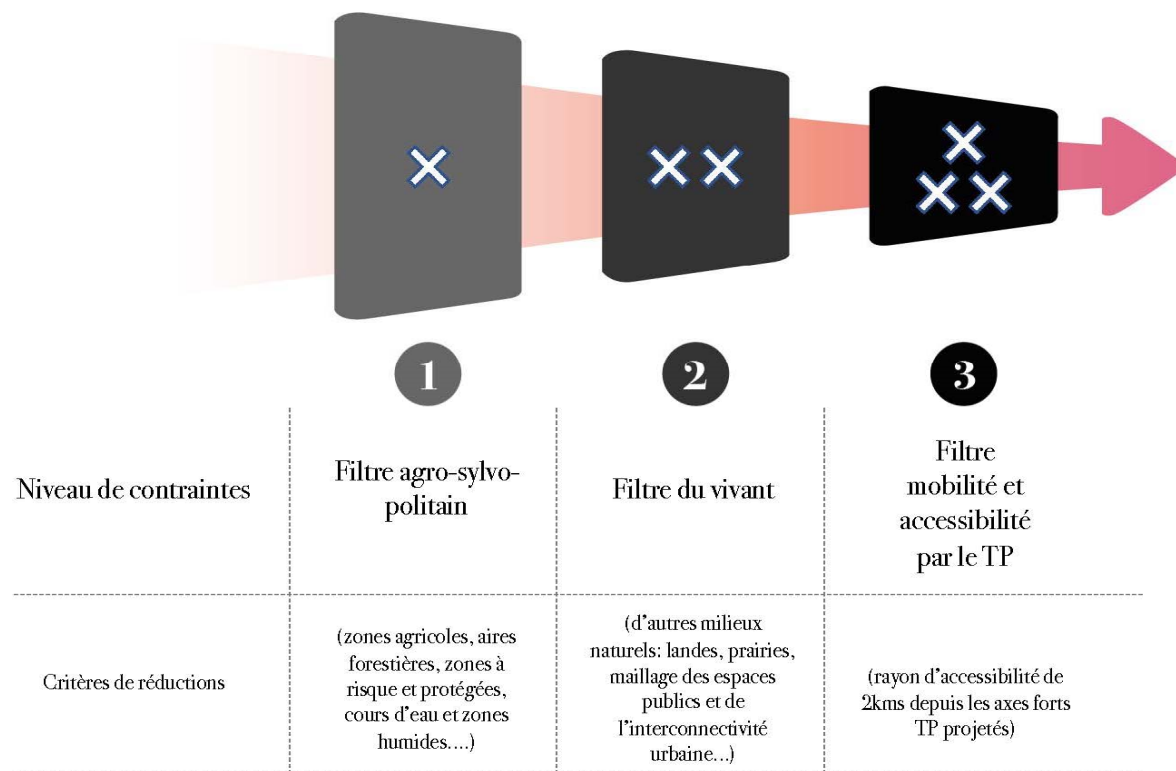 1
2
3
Niveau de contraintes
Filtre agro-sylvo-
politain
Filtre du vivant
Filtre
mobilité et
accessibilité
par le TP
Critères de réductions
(zones agricoles, aires
forestières, zones à
risque et protégées,
cours d'eau et zones
humides....)
(d'autres milieux
naturels: landes, prairies,
maillage des espaces
publics et de
l'interconnectivité
urbaine...)
(rayon d'accessibilité de
2kms depuis les axes forts
TP projetés)